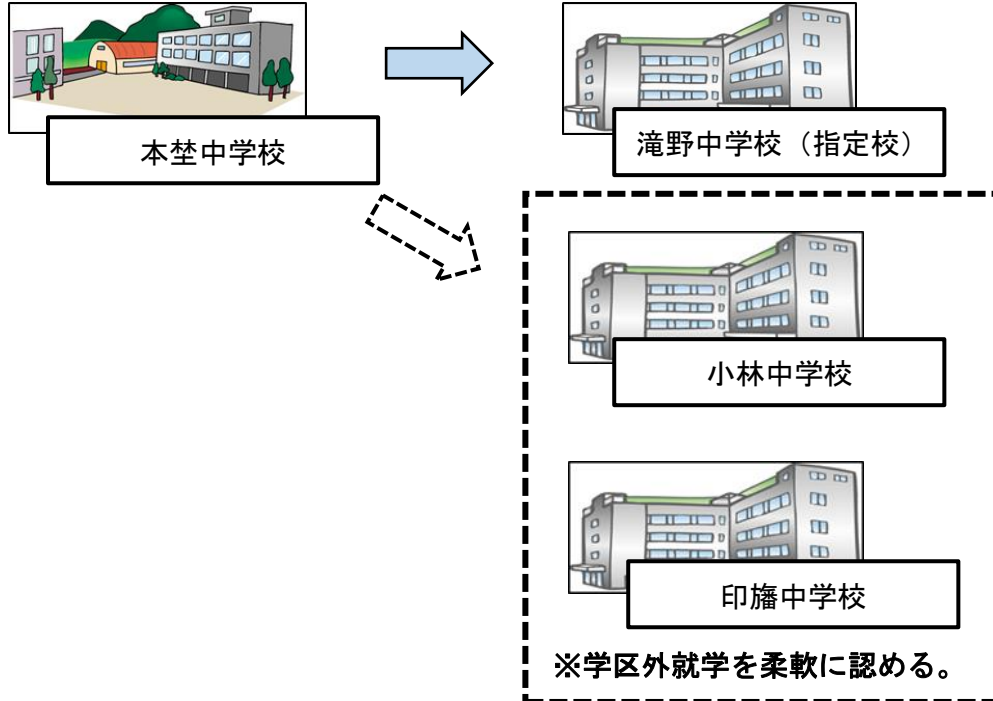 本埜中学校
滝野中学校（指定校）
小林中学校
印旛中学校
※学区外就学を柔軟に認める。